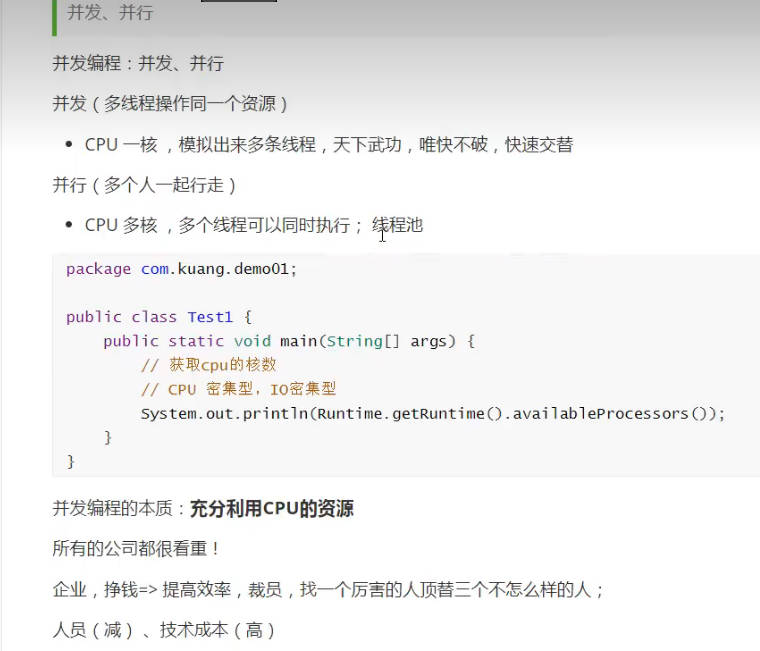 并发、并行
并发编程：并发、并行
并发（多线程操作同一个资源）
CPU 一核 ，模拟出来多条线程，天下武功，唯快不破，快速交替
并行（多个人一起行走）
CPU 多核 ，多个线程可以同时执行； 线程池
package com.kuang.demo01;
public class Test1 {
public static void main(String[] args) {
// 获取cpu的核数
// CPU 密集型，IO密集型
System.out.println(Runtime.getRuntime().availableProcessors());
}
}
并发编程的本质：充分利用CPU的资源
所有的公司都很看重！
企业，挣钱=> 提高效率，裁员，找一个厉害的人顶替三个不怎么样的人；
人员（减）、技术成本（高）